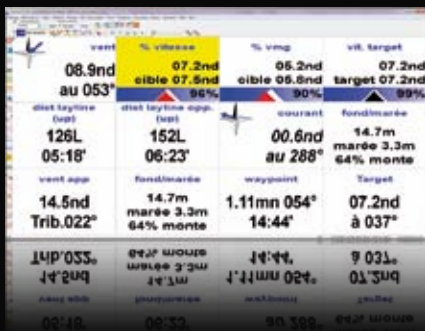 vent
% vitesse
% vmg
vit. target
08.9nd
07.2nd
05.2nd
07.2nd
au 053°
cible 07.5nd
cible 05.8nd
target 07.2nd
96%
90%
99%
dist layline
dist layline opp.
courant
fond/marée
(up)
(up)
126L
152L
00.6nd
14.7m
marée 3.3m
05:18'
06:23'
au 288°
64% monte
vent app
fond/marée
waypoint
Target
14.5nd
14.7m
1.11mn 054°
07.2nd
marée 3.3m
Trib.022°
64% monte
14:44'
à 037°